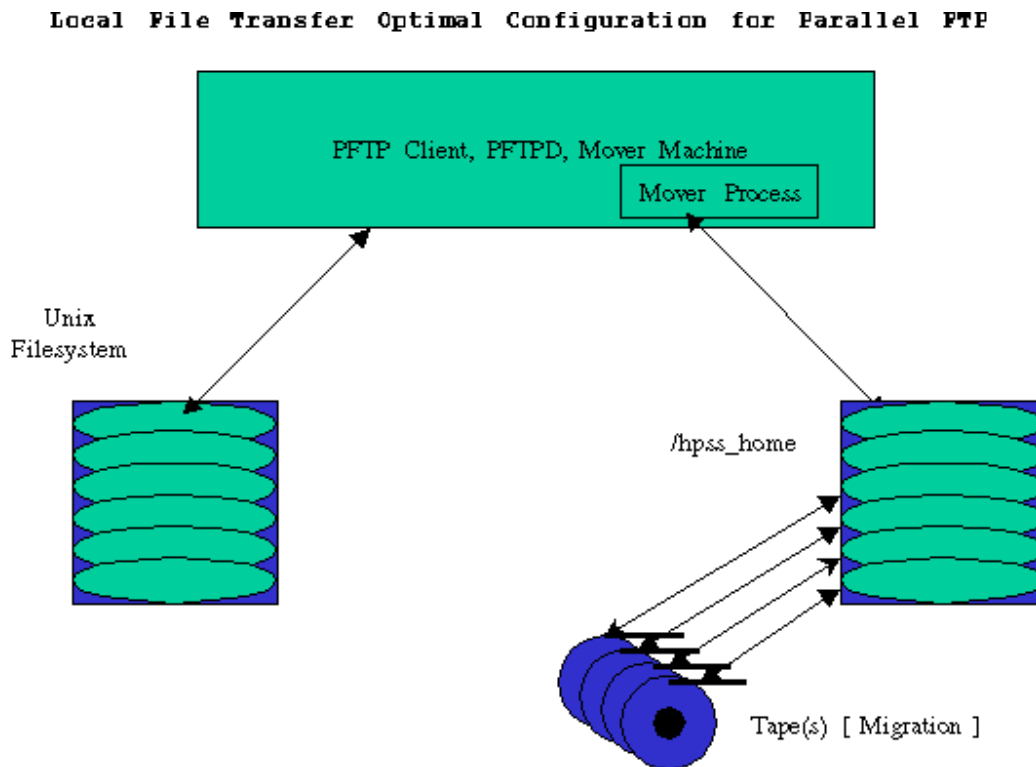 Local File Transfer Optimal Configuration for Parallel FTP
PFTP Client, PFTPD, Mover Machine
Mover Process
Unix
Filesystem
/hpss_home
Tape(s) [ Migration ]